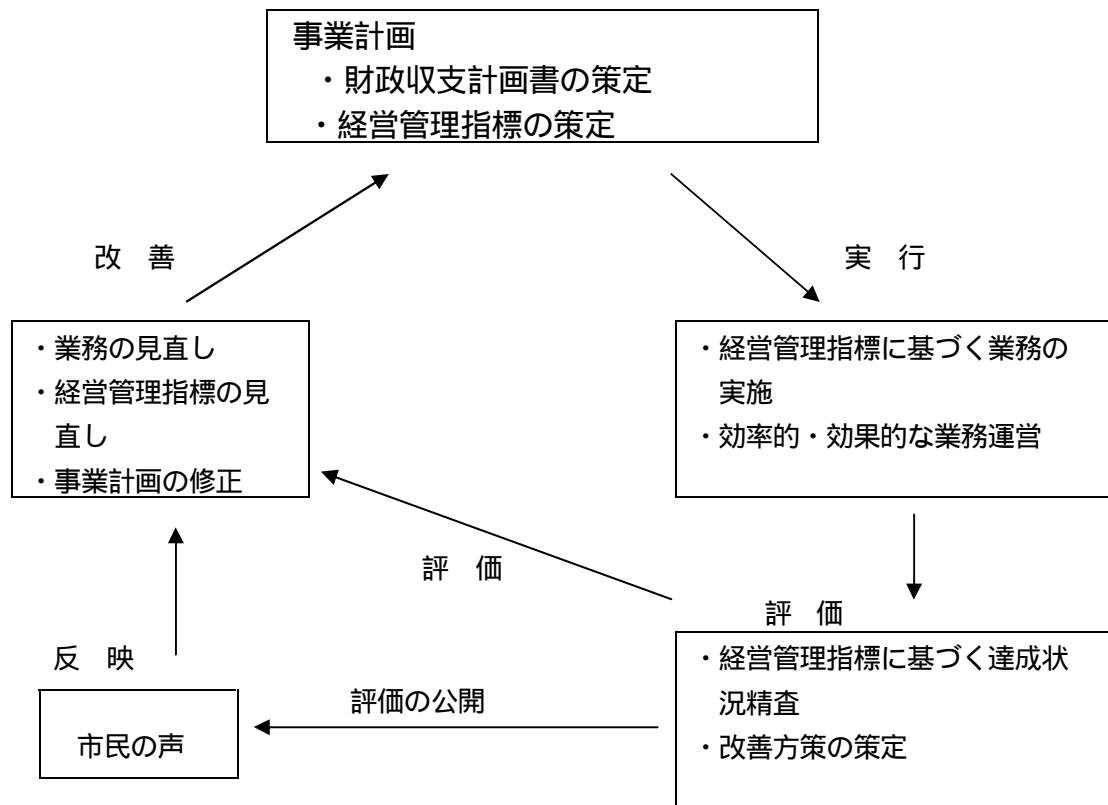 事業計画
・財政収支計画書の策定
・経営管理指標の策定
改　善
実　行
・業務の見直し
・経営管理指標の見
直し
・事業計画の修正
・経営管理指標に基づく業務の
実施
・効率的・効果的な業務運営
評　価
評　価
反　映
・経営管理指標に基づく達成状
況精査
・改善方策の策定
評価の公開
市民の声